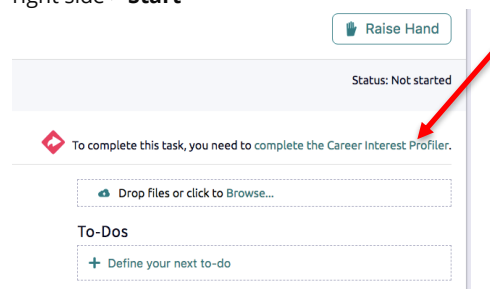 right side – Start
Raise Hand
Status: Not started
To complete this task, you need to complete the Career Interest Profiler.
Drop files or click to Browse...
To-Dos
+ Define your next to-do